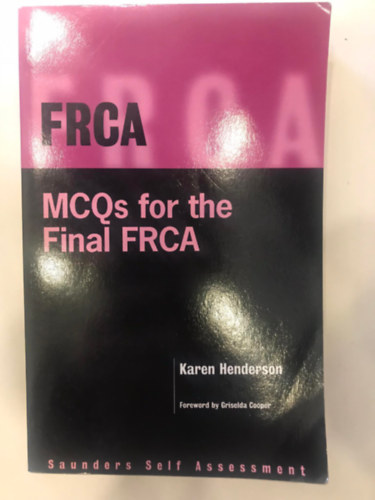 FRCA
FRCA
MCQs for the
Final FRCA
Karen Henderson
Foreword by Griselda Cooper
Saunders Self Assessment